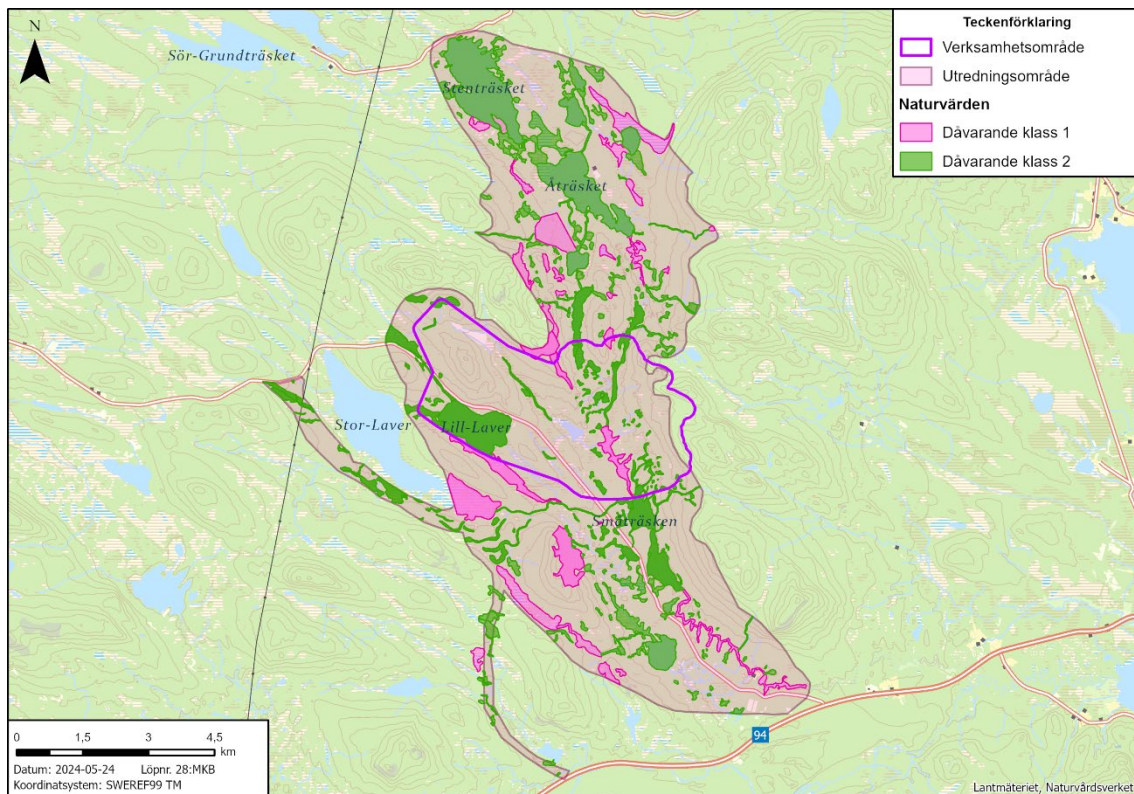 N
Sör-Grundträsket
Stenträsket
Åträsket
Stor-Laver
Lill-Laver
Småträsken
94
Teckenförklaring
Verksamhetsområde
Utredningsområde
Naturvärden
Dåvarande klass 1
Dåvarande klass 2
0 1,5 3 4,5
km
Datum: 2024-05-24 Löpnr. 28:MKB
Koordinatsystem: SWEREF99 TM
Lantmäteriet, Naturvårdsverket